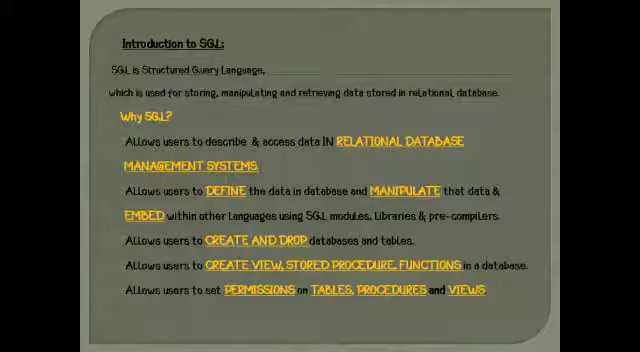 Introduction to SQL:
SQL is Structured Query Language,
which is used for storing, manipulating and retrieving data stored in relational database.
Why SQL?
Allows users to describe & access data IN RELATIONAL DATABASE
MANAGEMENT SYSTEMS.
Allows users to DEFINE the data in database and MANIPULATE that data &
EMBED within other languages using SQL modules, libraries & pre-compilers.
Allows users to CREATE AND DROP databases and tables.
Allows users to CREATE VIEW, STORED PROCEDURE, FUNCTIONS in a database.
Allows users to set PERMISSIONS on TABLES, PROCEDURES and VIEWS